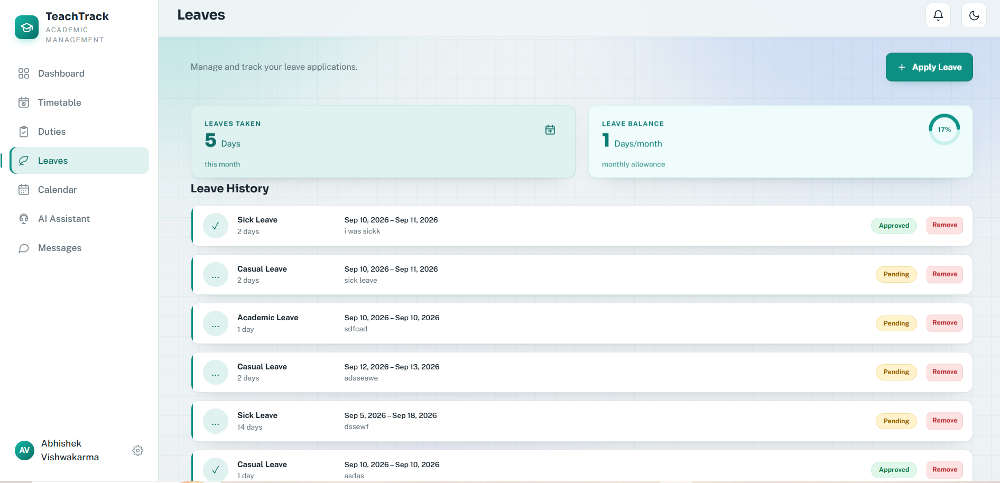 TeachTrack
ACADEMIC
MANAGEMENT
Dashboard
Timetable
Duties
Leaves
Calendar
AI Assistant
Messages
AV
Abhishek
Vishwakarma
Leaves
Manage and track your leave applications.
+ Apply Leave
LEAVES TAKEN
5 Days
this month
LEAVE BALANCE
1 Days/month
monthly allowance
17%
Leave History
✓
Sick Leave
2 days
Sep 10, 2026 – Sep 11, 2026
i was sickk
Approved
Remove
...
Casual Leave
2 days
Sep 10, 2026 – Sep 11, 2026
sick leave
Pending
Remove
...
Academic Leave
1 day
Sep 10, 2026 – Sep 10, 2026
sdfcad
Pending
Remove
...
Casual Leave
2 days
Sep 12, 2026 – Sep 13, 2026
adaseawe
Pending
Remove
...
Sick Leave
14 days
Sep 5, 2026 – Sep 18, 2026
dssewf
Pending
Remove
✓
Casual Leave
1 day
Sep 10, 2026 – Sep 10, 2026
asdas
Approved
Remove